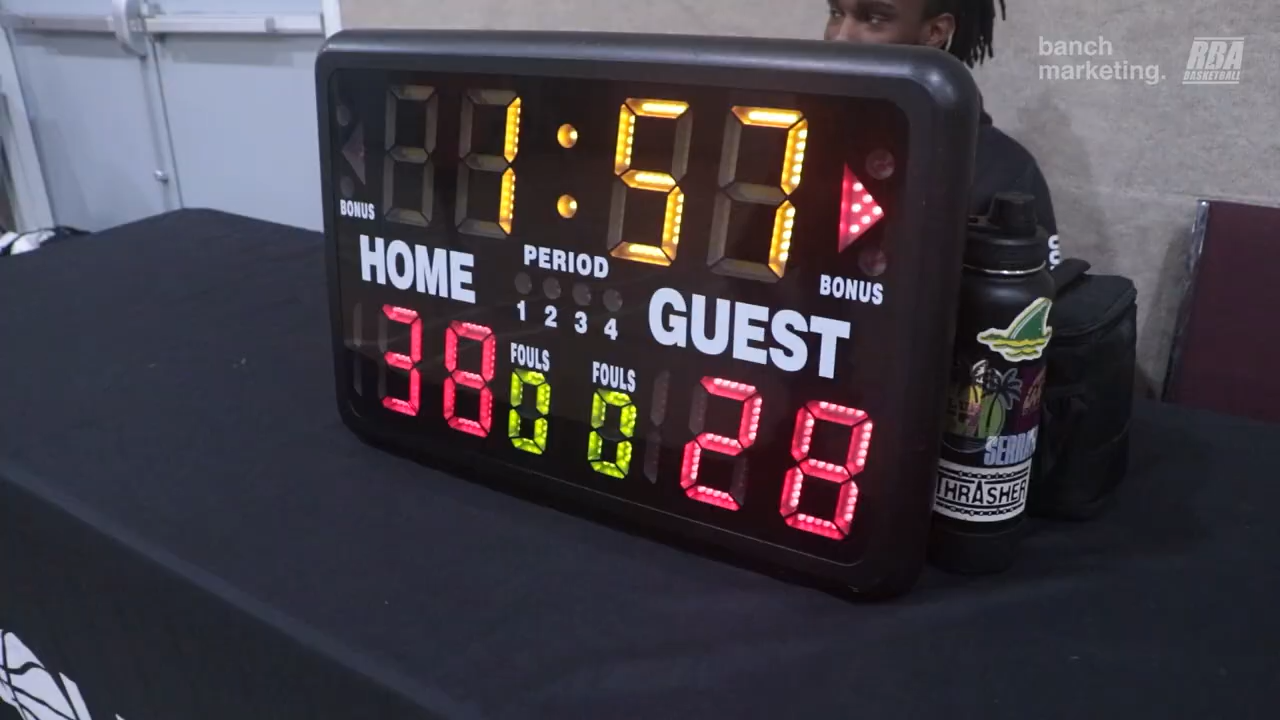 banch
marketing.
RBA
BASKETBALL
1:57
BONUS
HOME
PERIOD
1 2 3 4
BONUS
GUEST
38
FOULS
0
FOULS
0
28
THRASHER